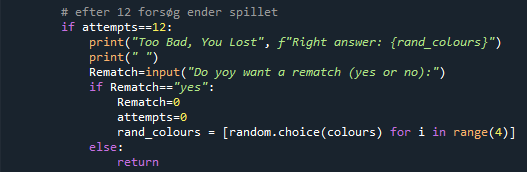 # efter 12 forsøg ender spillet
if attempts==12:
print("Too Bad, You Lost", f"Right answer: {rand_colours}")
print(" ")
Rematch=input("Do yoy want a rematch (yes or no):")
if Rematch=="yes":
Rematch=0
attempts=0
rand_colours = [random.choice(colours) for i in range(4)]
else:
return